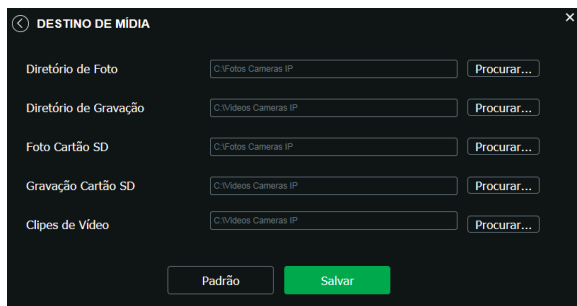 DESTINO DE MÍDIA
Diretório de Foto C:\Fotos Cameras IP Procurar...
Diretório de Gravação C:\Videos Cameras IP Procurar...
Foto Cartão SD C:\Fotos Cameras IP Procurar...
Gravação Cartão SD C:\Videos Cameras IP Procurar...
Clipes de Vídeo C:\Videos Cameras IP Procurar...
Padrão Salvar